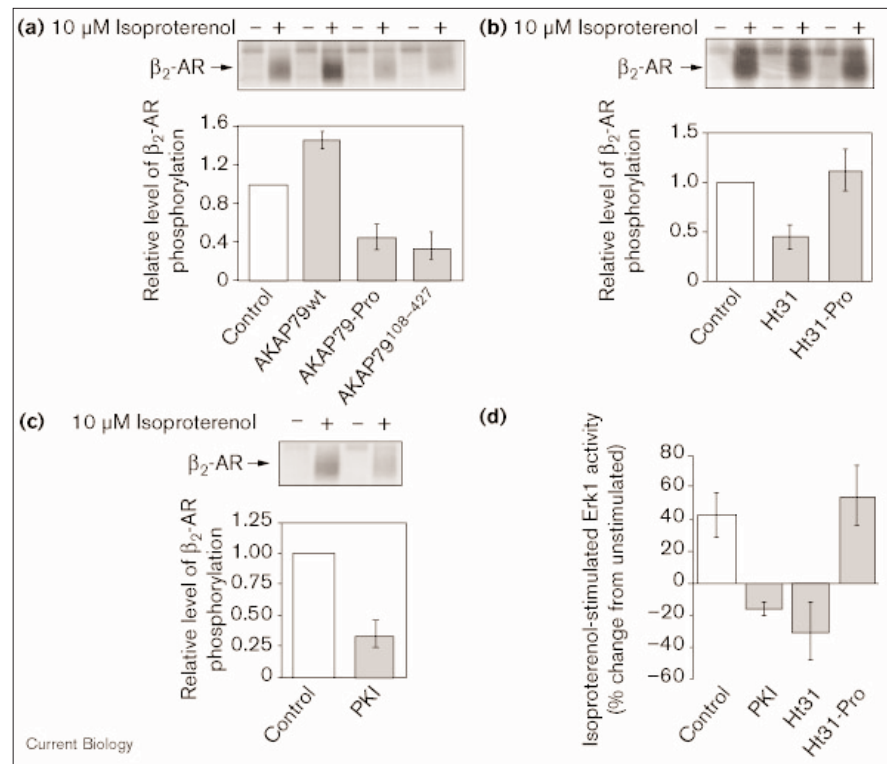 (a) 10 µM Isoproterenol – + – + – + – +
β2-AR
Relative level of β2-AR
phosphorylation
1.6
1.2
0.8
0.4
0
Control
AKAP79wt
AKAP79-Pro
AKAP79108–427
(b) 10 µM Isoproterenol – + – + – +
β2-AR
Relative level of β2-AR
phosphorylation
1.5
1.0
0.5
0
Control
Ht31
Ht31-Pro
(c) 10 µM Isoproterenol – + – +
β2-AR
Relative level of β2-AR
phosphorylation
1.25
1.00
0.75
0.50
0.25
0
Control
PKI
(d)
Isoproterenol-stimulated Erk1 activity
(% change from unstimulated)
80
60
40
20
0
–20
–40
–60
Control
PKI
Ht31
Ht31-Pro
Current Biology